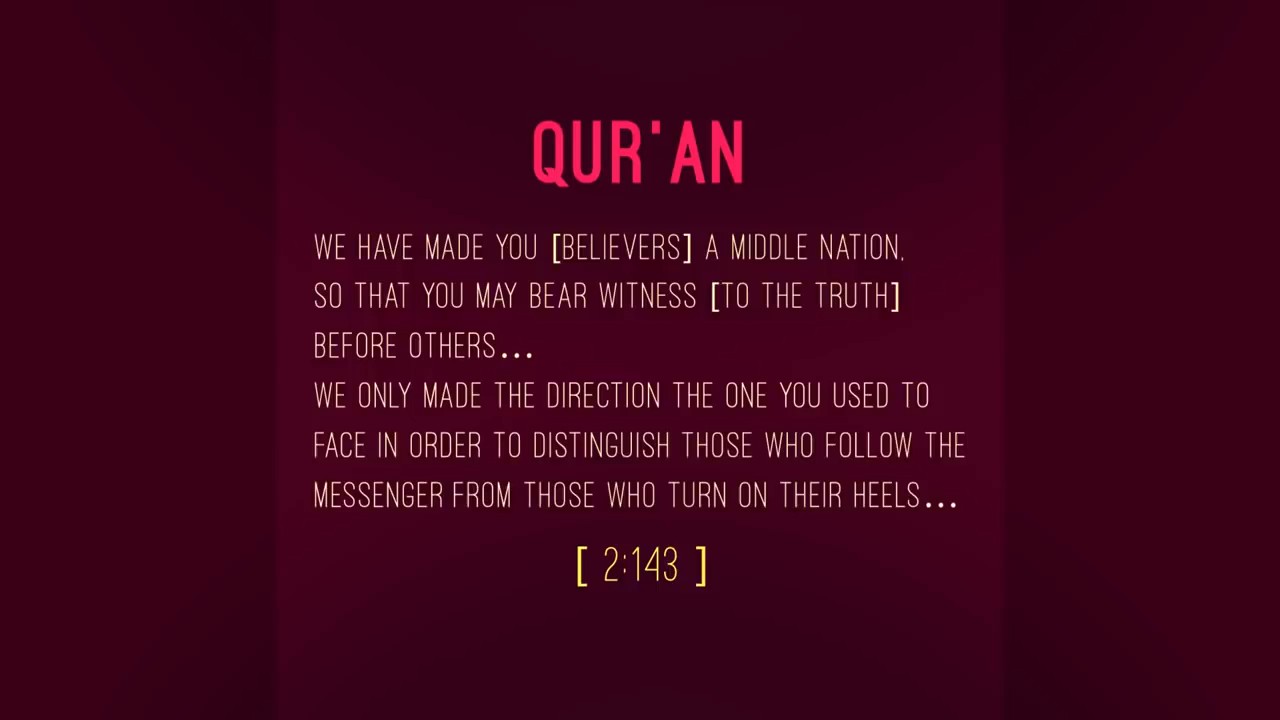 QUR'AN
WE HAVE MADE YOU [BELIEVERS] A MIDDLE NATION,
SO THAT YOU MAY BEAR WITNESS [TO THE TRUTH]
BEFORE OTHERS...
WE ONLY MADE THE DIRECTION THE ONE YOU USED TO
FACE IN ORDER TO DISTINGUISH THOSE WHO FOLLOW THE
MESSENGER FROM THOSE WHO TURN ON THEIR HEELS...
[ 2:143 ]